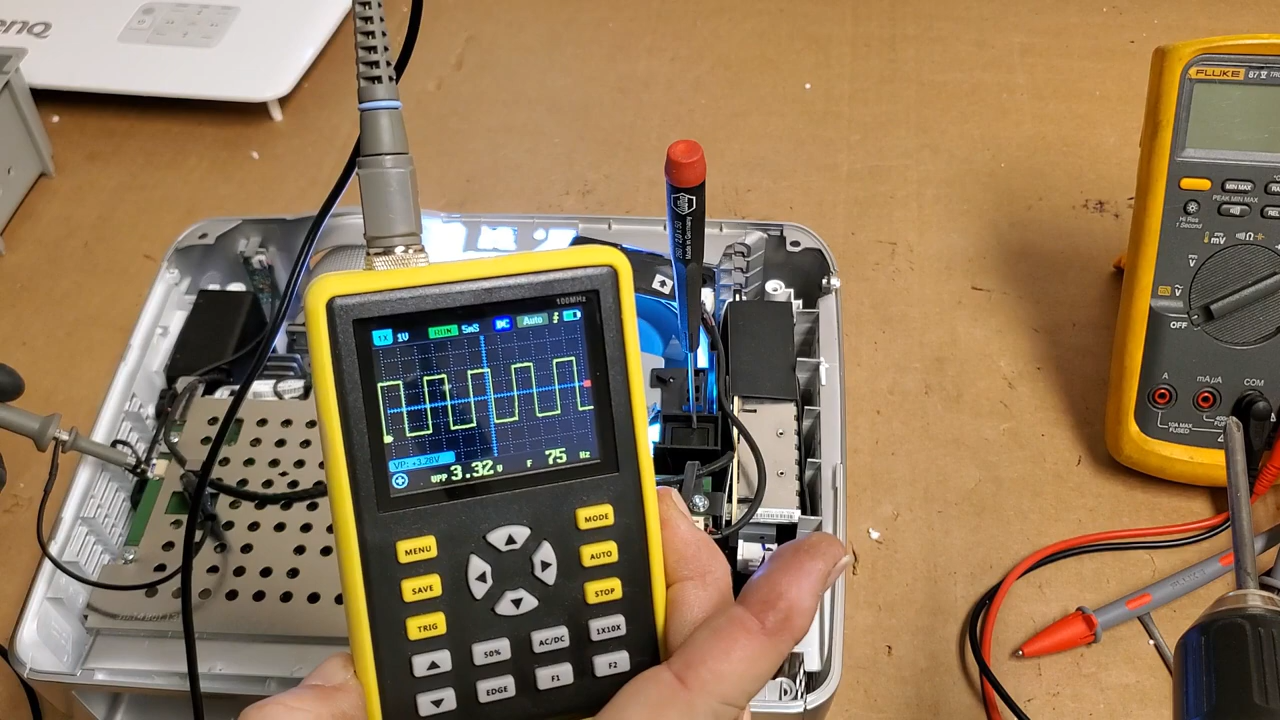 enQ
100MHz
1X 1V RUN 5mS DC Auto
VP: +3.28V
VPP 3.32V F 75 Hz
MENU
MODE
SAVE
AUTO
TRIG
STOP
50%
AC/DC
1X10X
EDGE
F1
F2
Made in Germany
FLUKE 87 V
MIN MAX
PEAK MIN MAX
Hi Res
1 Second
mV
V
V
OFF
A
mA µA
COM
10A MAX
FUSED